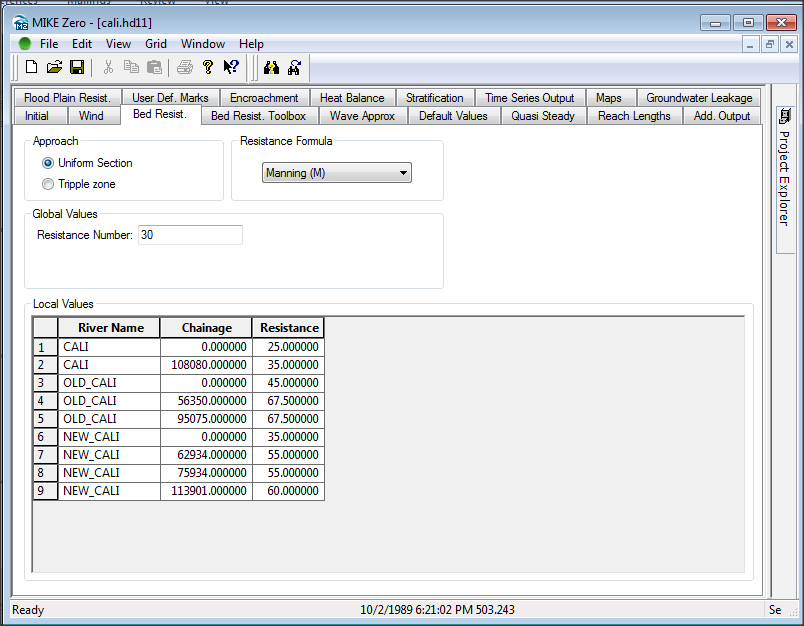 MIKE Zero - [cali.hd11]
File Edit View Grid Window Help
Flood Plain Resist. User Def. Marks Encroachment Heat Balance Stratification Time Series Output Maps Groundwater Leakage
Initial Wind Bed Resist. Bed Resist. Toolbox Wave Approx Default Values Quasi Steady Reach Lengths Add. Output
Approach
Uniform Section
Tripple zone
Resistance Formula
Manning (M)
Global Values
Resistance Number: 30
Local Values
River Name Chainage Resistance
1 CALI 0.000000 25.000000
2 CALI 108080.000000 35.000000
3 OLD_CALI 0.000000 45.000000
4 OLD_CALI 56350.000000 67.500000
5 OLD_CALI 95075.000000 67.500000
6 NEW_CALI 0.000000 35.000000
7 NEW_CALI 62934.000000 55.000000
8 NEW_CALI 75934.000000 55.000000
9 NEW_CALI 113901.000000 60.000000
Project Explorer
Ready 10/2/1989 6:21:02 PM 503.243 Se